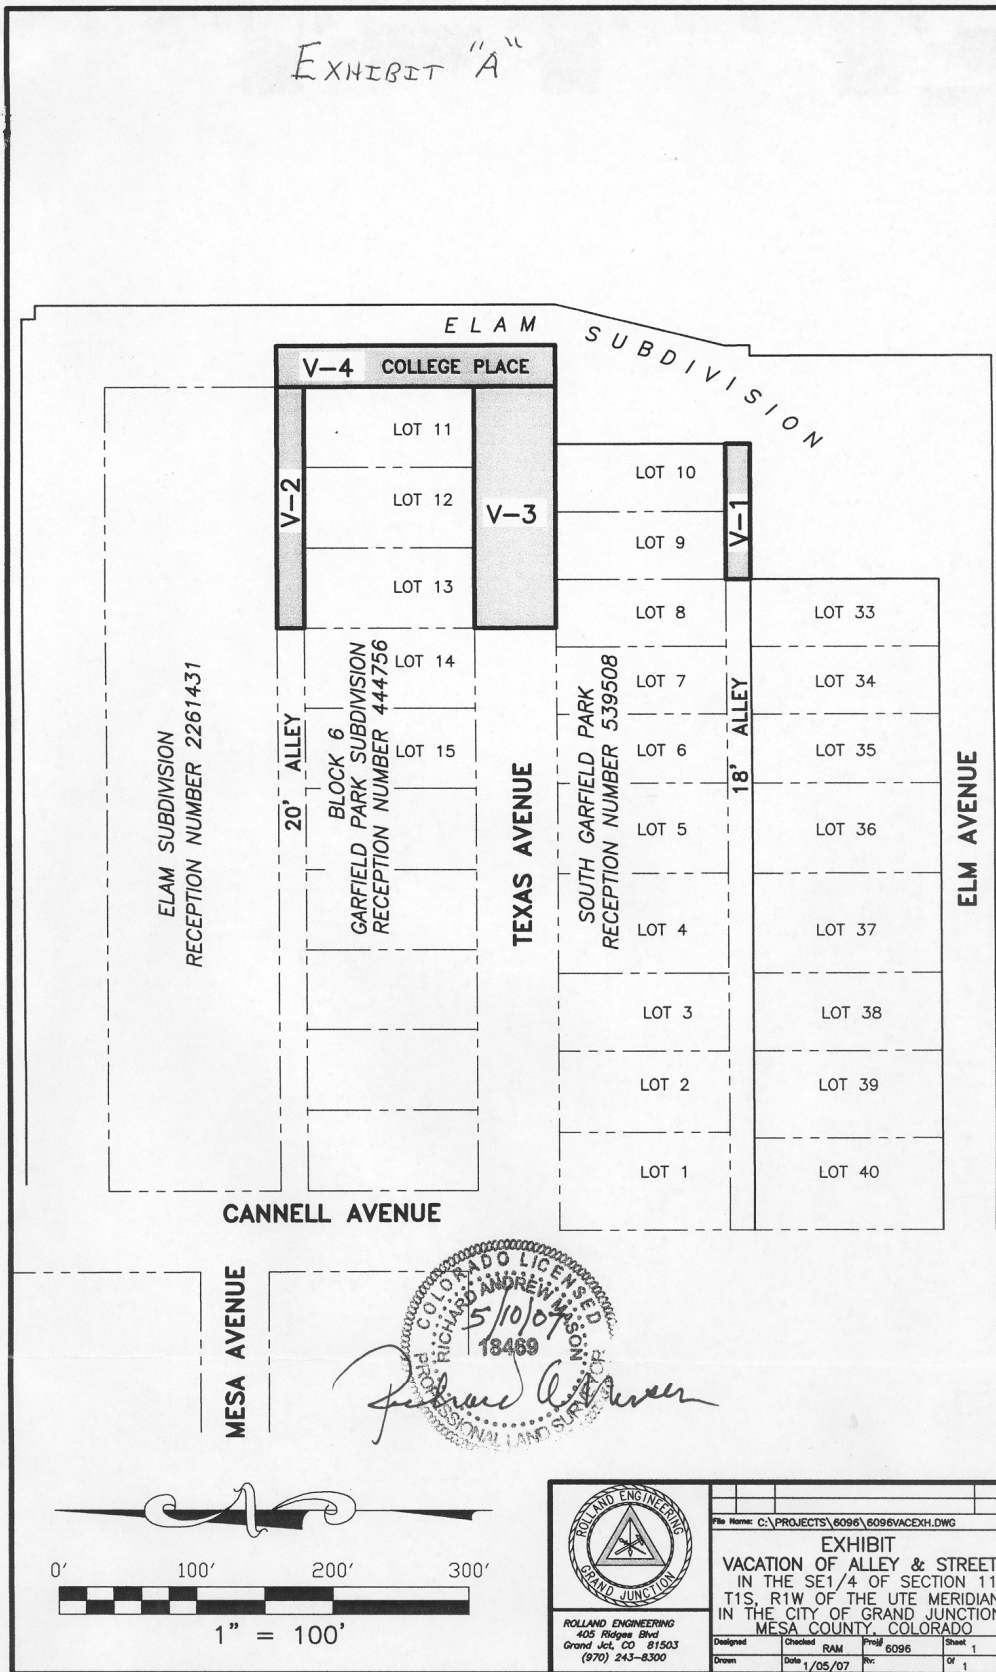 EXHIBIT "A"
ELAM SUBDIVISION
V-4 COLLEGE PLACE
LOT 11
LOT 12
LOT 13
LOT 14
LOT 15
V-2
V-3
V-1
LOT 10
LOT 9
LOT 8
LOT 7
LOT 6
LOT 5
LOT 4
LOT 3
LOT 2
LOT 1
LOT 33
LOT 34
LOT 35
LOT 36
LOT 37
LOT 38
LOT 39
LOT 40
ELAM SUBDIVISION
RECEPTION NUMBER 2261431
20' ALLEY
BLOCK 6
GARFIELD PARK SUBDIVISION
RECEPTION NUMBER 444756
TEXAS AVENUE
SOUTH GARFIELD PARK
RECEPTION NUMBER 539508
18' ALLEY
ELM AVENUE
CANNELL AVENUE
MESA AVENUE
COLORADO LICENSED
RICHARD ANDREW MASON
5/10/07
18469
PROFESSIONAL LAND SURVEYOR
Richard A Mason
0' 100' 200' 300'
1" = 100'
ROLLAND ENGINEERING
GRAND JUNCTION
ROLLAND ENGINEERING
405 Ridges Blvd
Grand Jct, CO 81503
(970) 243-8300
File Name: C:\PROJECTS\6096\6096VACEXH.DWG
EXHIBIT
VACATION OF ALLEY & STREET
IN THE SE1/4 OF SECTION 11
T1S, R1W OF THE UTE MERIDIAN
IN THE CITY OF GRAND JUNCTION
MESA COUNTY, COLORADO
Designed Checked RAM Proj# 6096 Sheet 1
Drawn Date 1/05/07 Rv: Of 1